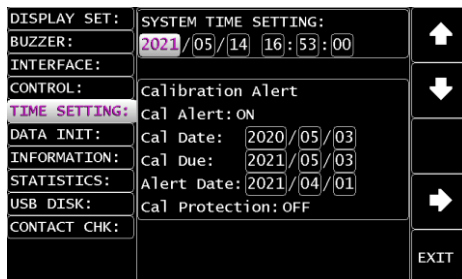 DISPLAY SET:
BUZZER:
INTERFACE:
CONTROL:
TIME SETTING:
DATA INIT:
INFORMATION:
STATISTICS:
USB DISK:
CONTACT CHK:
SYSTEM TIME SETTING:
2021/05/14 16:53:00
Calibration Alert
Cal Alert:ON
Cal Date: 2020/05/03
Cal Due: 2021/05/03
Alert Date:2021/04/01
Cal Protection:OFF
EXIT